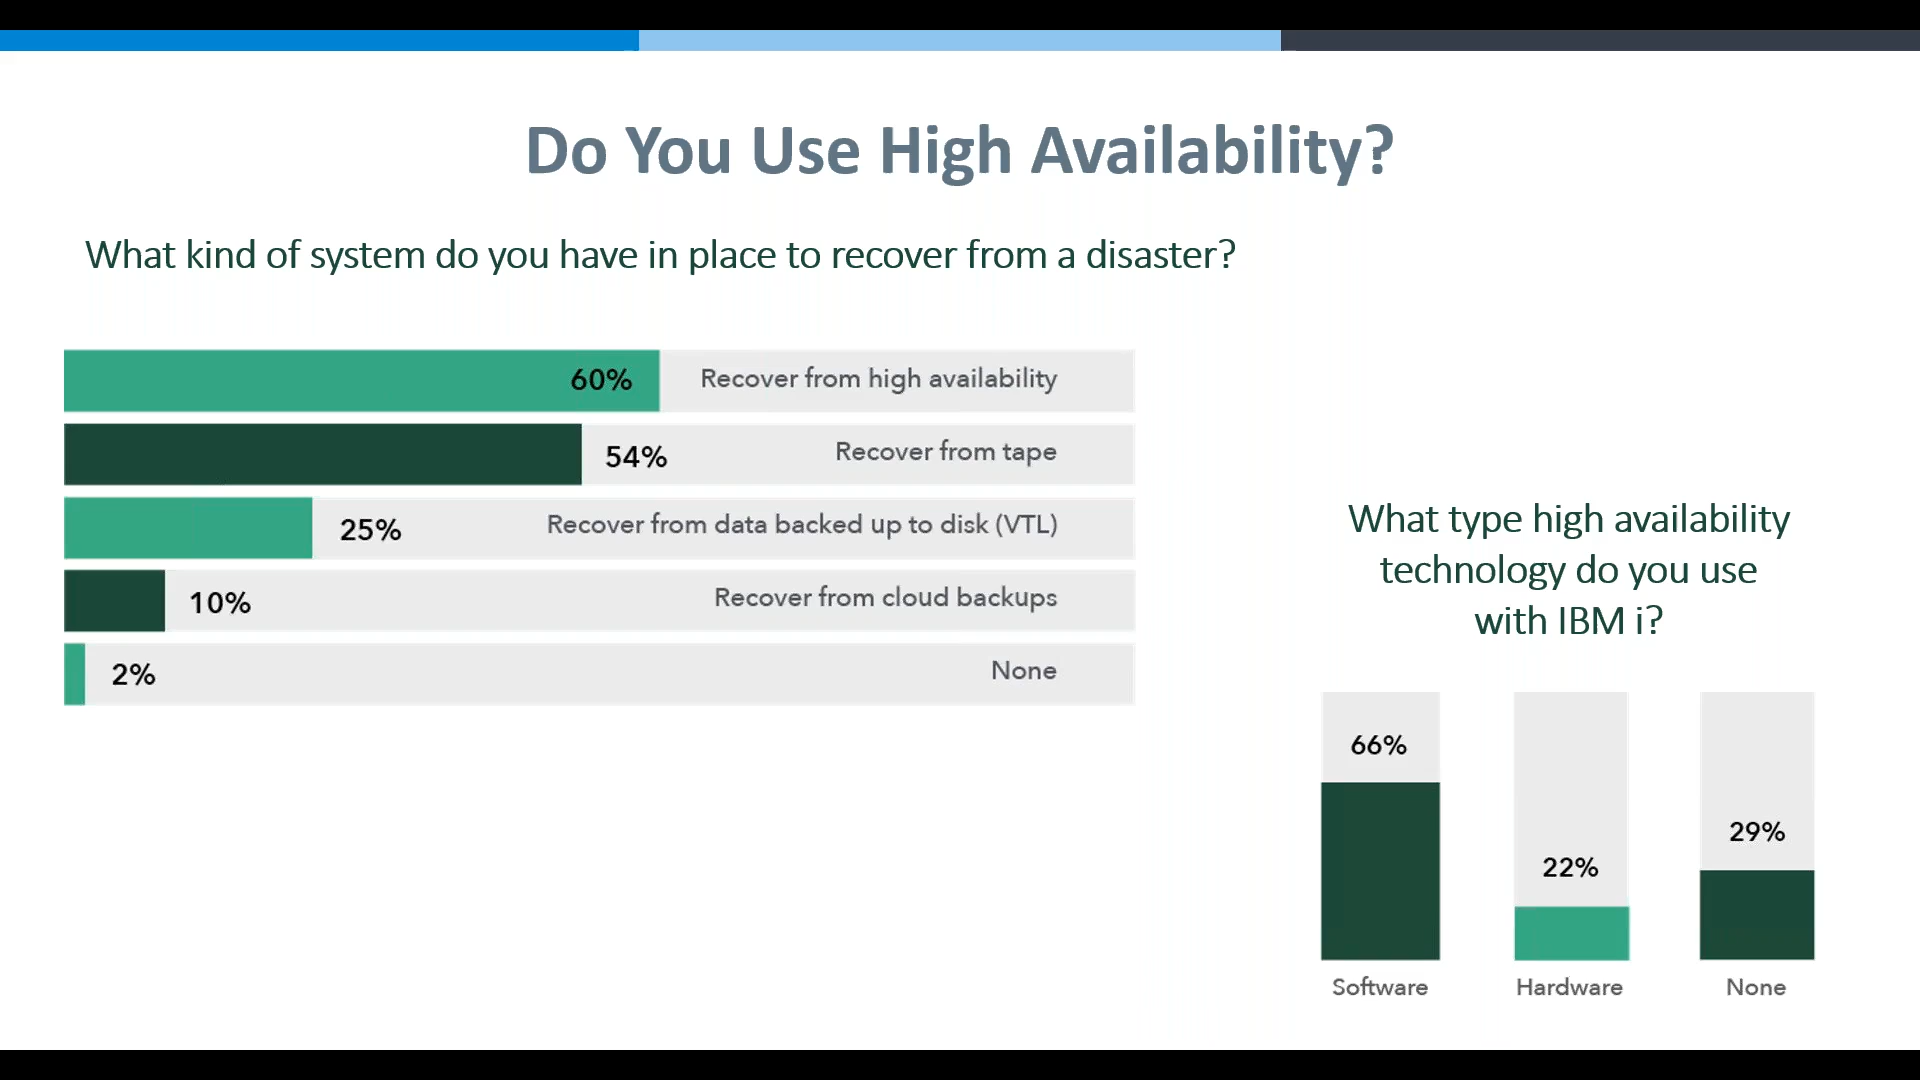 Do You Use High Availability?
What kind of system do you have in place to recover from a disaster?
60% Recover from high availability
54% Recover from tape
25% Recover from data backed up to disk (VTL)
10% Recover from cloud backups
2% None
What type high availability
technology do you use
with IBM i?
66%
22%
29%
Software
Hardware
None